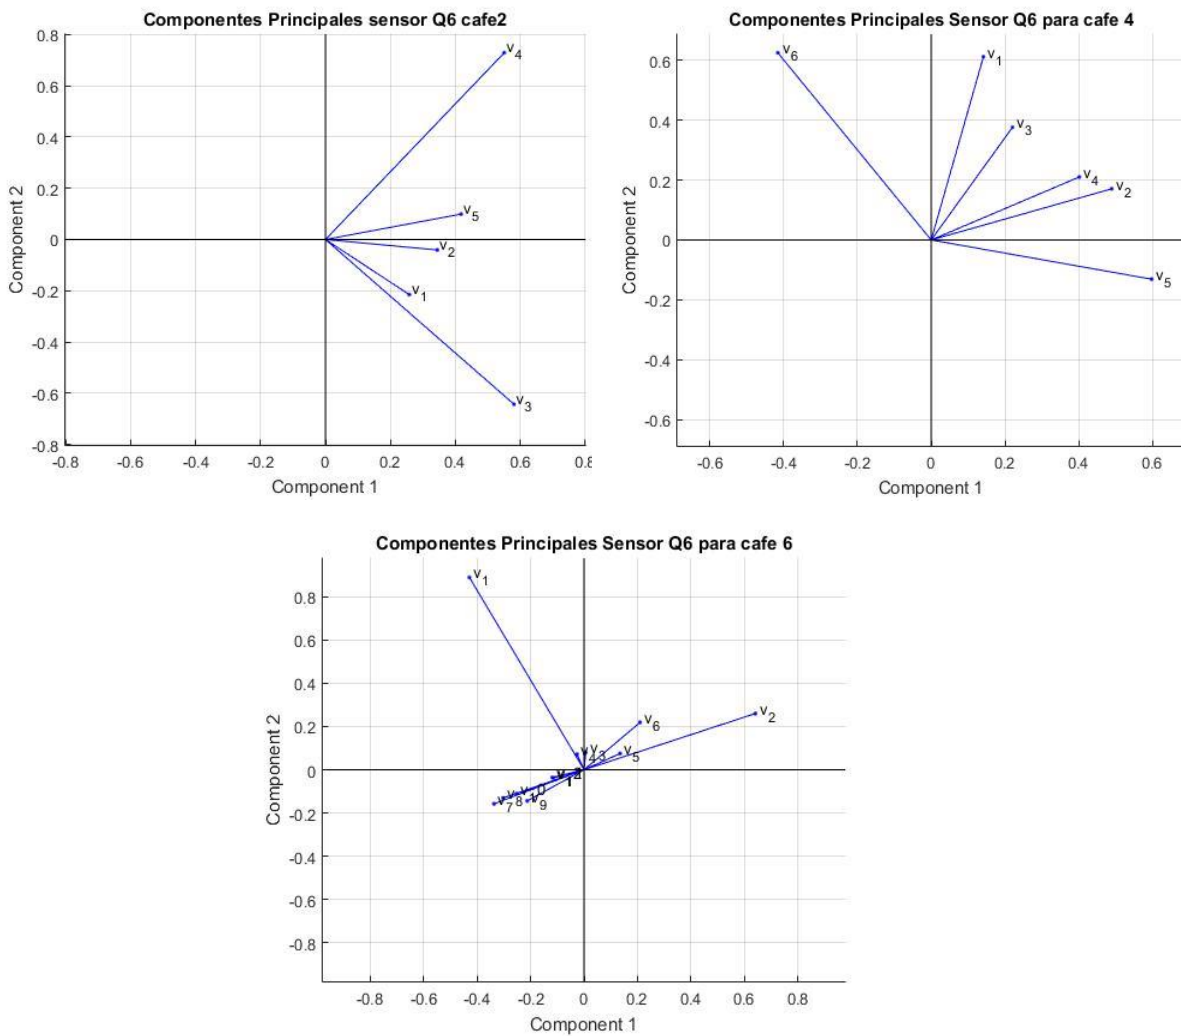 Componentes Principales sensor Q6 cafe2
0.8
0.6
0.4
0.2
0
-0.2
-0.4
-0.6
-0.8
Component 2
v4
v5
v2
v1
v3
-0.8 -0.6 -0.4 -0.2 0 0.2 0.4 0.6 0.8
Component 1
Componentes Principales Sensor Q6 para cafe 4
0.6
0.4
0.2
0
-0.2
-0.4
-0.6
Component 2
v6
v1
v3
v4
v2
v5
-0.6 -0.4 -0.2 0 0.2 0.4 0.6
Component 1
Componentes Principales Sensor Q6 para cafe 6
0.8
0.6
0.4
0.2
0
-0.2
-0.4
-0.6
-0.8
Component 2
v1
v2
v6
v4
v3
v5
v7
v8
v9
-0.8 -0.6 -0.4 -0.2 0 0.2 0.4 0.6 0.8
Component 1